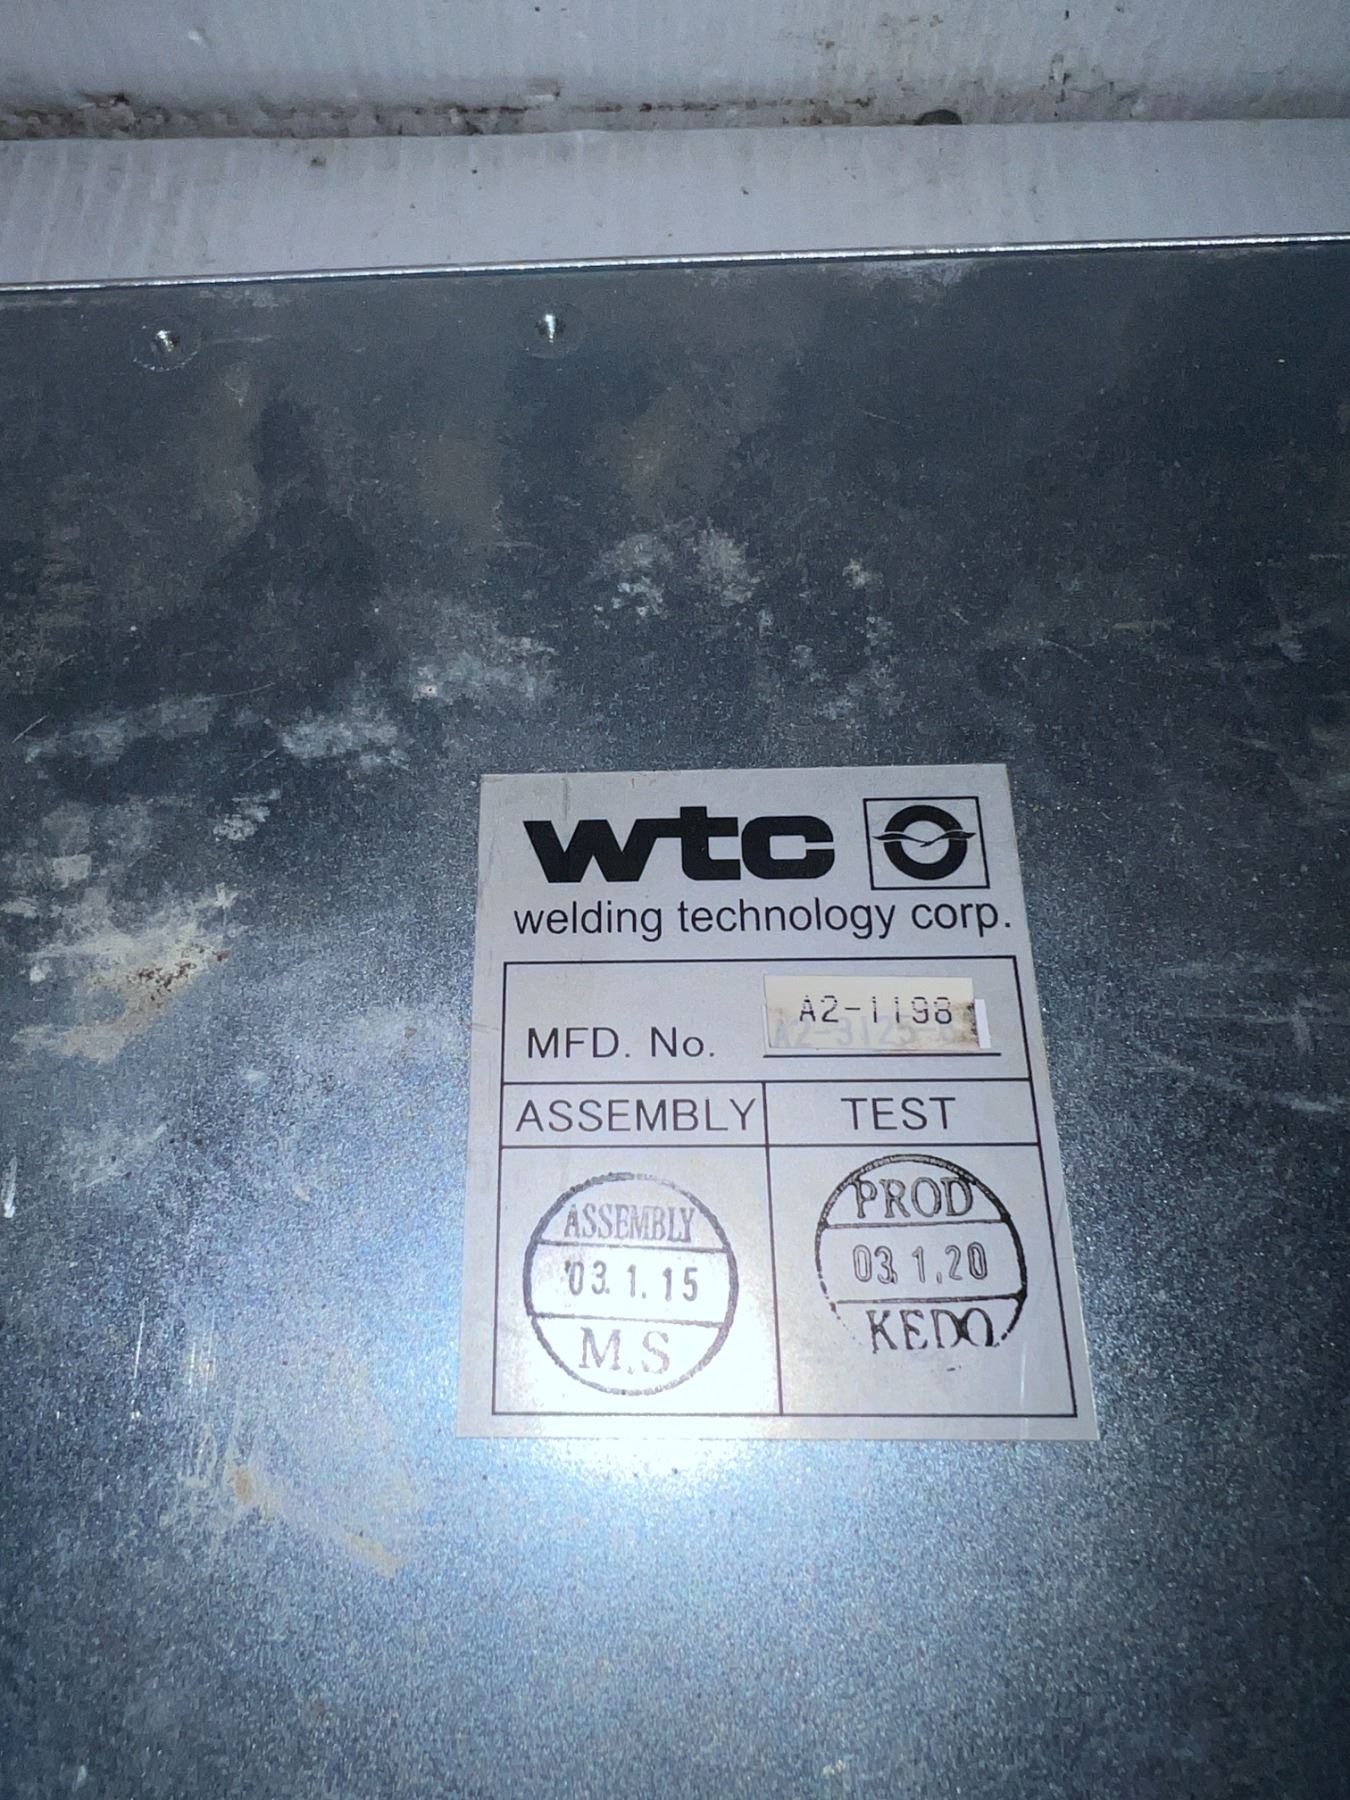 wtc
welding technology corp.
MFD. No. A2-1198
ASSEMBLY TEST
ASSEMBLY
'03.1.15
M.S
PROD
03.1.20
KEDO